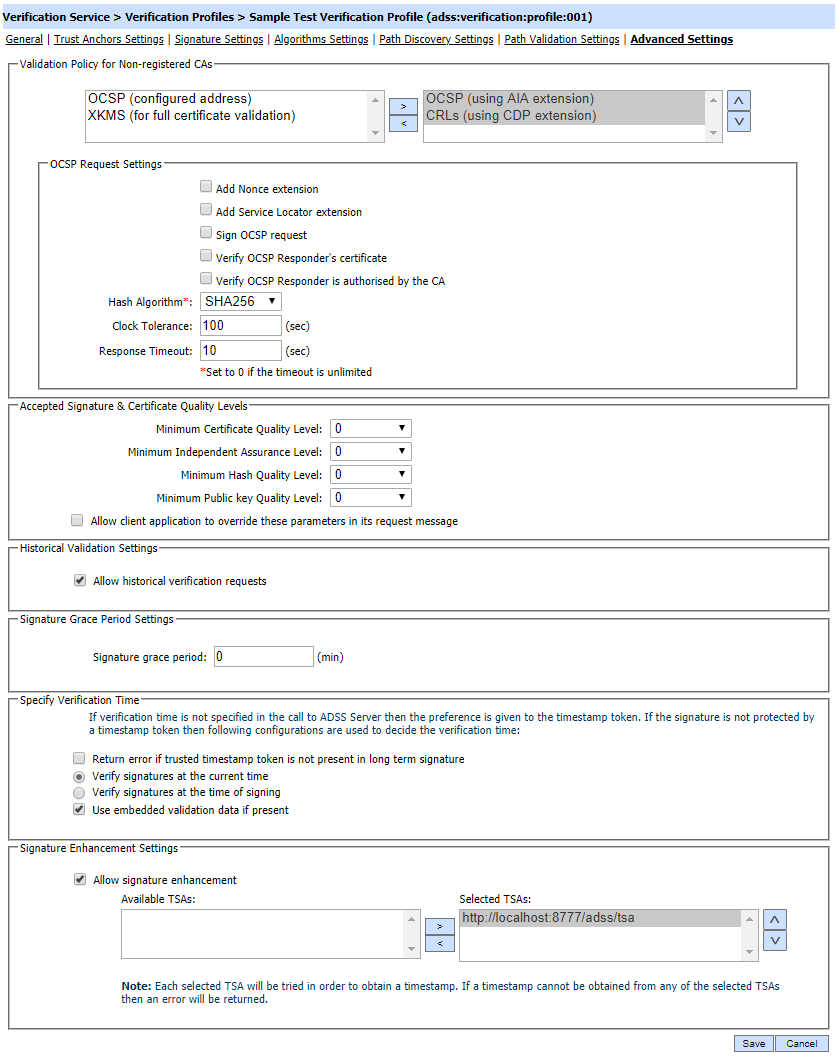 Verification Service > Verification Profiles > Sample Test Verification Profile (adss:verification:profile:001)
General | Trust Anchors Settings | Signature Settings | Algorithms Settings | Path Discovery Settings | Path Validation Settings | Advanced Settings
Validation Policy for Non-registered CAs
OCSP (configured address)
XKMS (for full certificate validation)
>
<
OCSP (using AIA extension)
CRLs (using CDP extension)
OCSP Request Settings
Add Nonce extension
Add Service Locator extension
Sign OCSP request
Verify OCSP Responder's certificate
Verify OCSP Responder is authorised by the CA
Hash Algorithm*: SHA256
Clock Tolerance: 100 (sec)
Response Timeout: 10 (sec)
*Set to 0 if the timeout is unlimited
Accepted Signature & Certificate Quality Levels
Minimum Certificate Quality Level: 0
Minimum Independent Assurance Level: 0
Minimum Hash Quality Level: 0
Minimum Public key Quality Level: 0
Allow client application to override these parameters in its request message
Historical Validation Settings
Allow historical verification requests
Signature Grace Period Settings
Signature grace period: 0 (min)
Specify Verification Time
If verification time is not specified in the call to ADSS Server then the preference is given to the timestamp token. If the signature is not protected by
a timestamp token then following configurations are used to decide the verification time:
Return error if trusted timestamp token is not present in long term signature
Verify signatures at the current time
Verify signatures at the time of signing
Use embedded validation data if present
Signature Enhancement Settings
Allow signature enhancement
Available TSAs:
>
<
Selected TSAs:
http://localhost:8777/adss/tsa
Note: Each selected TSA will be tried in order to obtain a timestamp. If a timestamp cannot be obtained from any of the selected TSAs
then an error will be returned.
Save Cancel